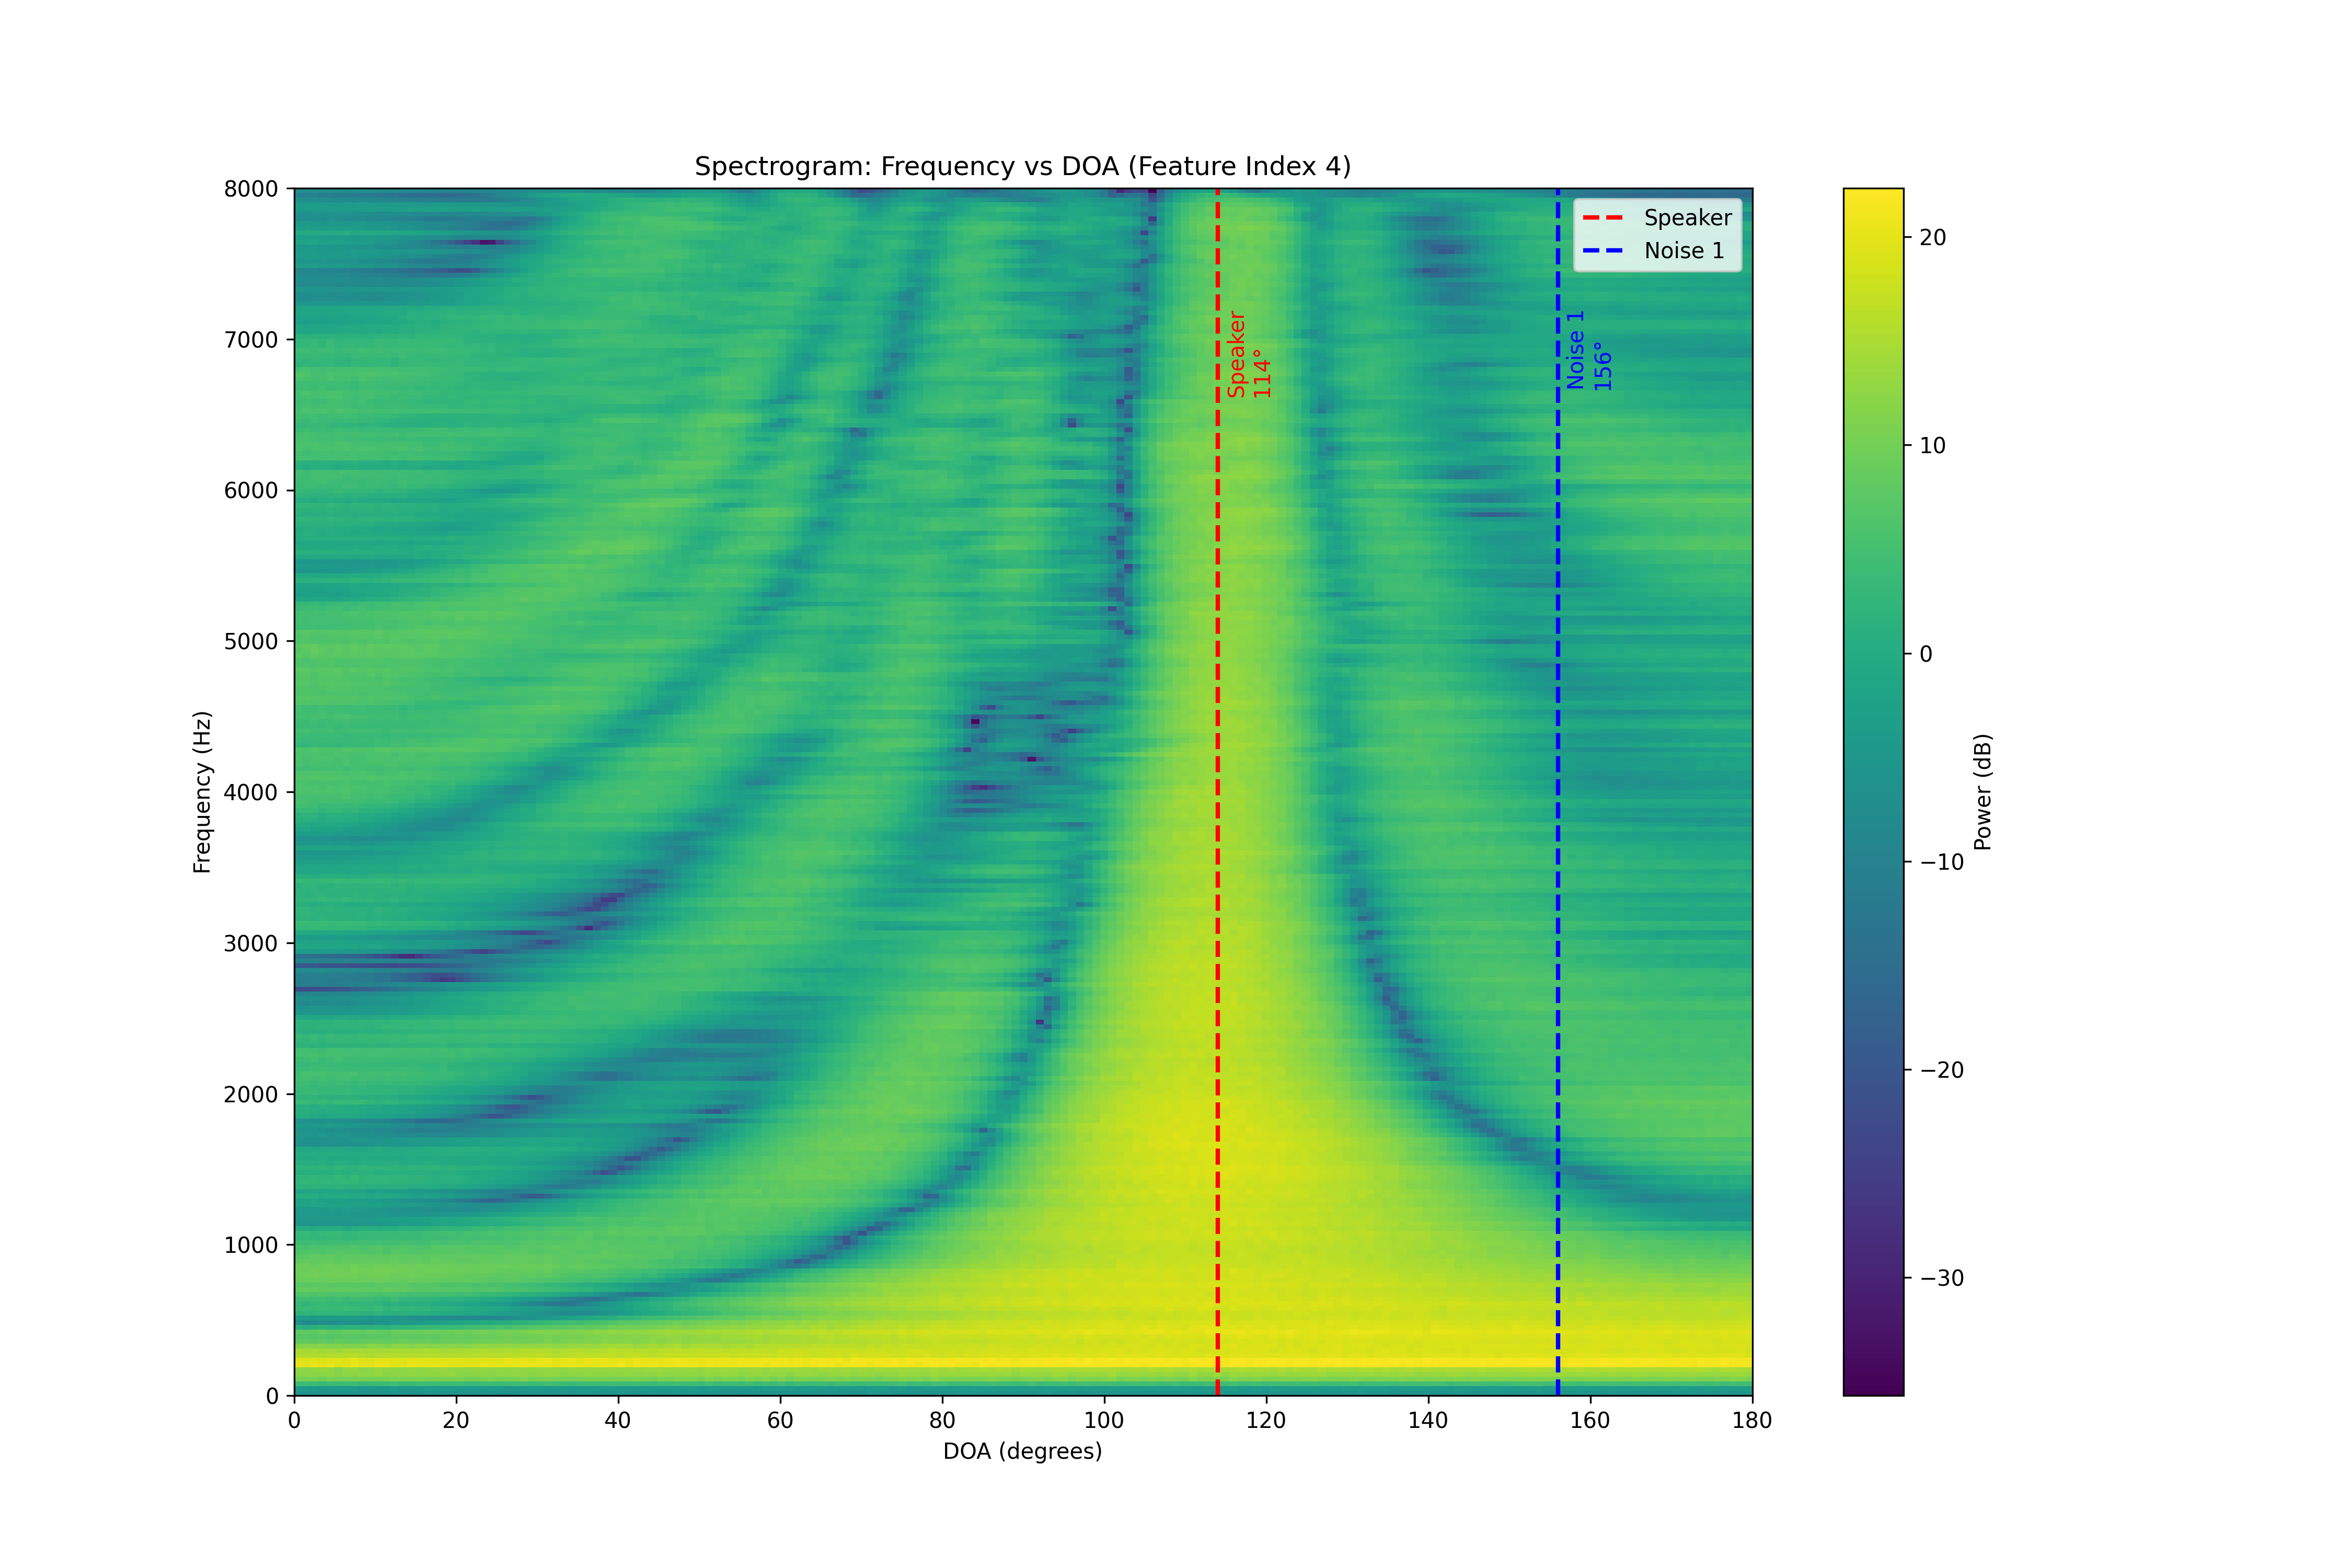 Spectrogram: Frequency vs DOA (Feature Index 4)
8000
7000
6000
5000
4000
3000
2000
1000
0
Frequency (Hz)
0 20 40 60 80 100 120 140 160 180
DOA (degrees)
Speaker
Noise 1
Speaker
114°
Noise 1
156°
20
10
0
−10
−20
−30
Power (dB)